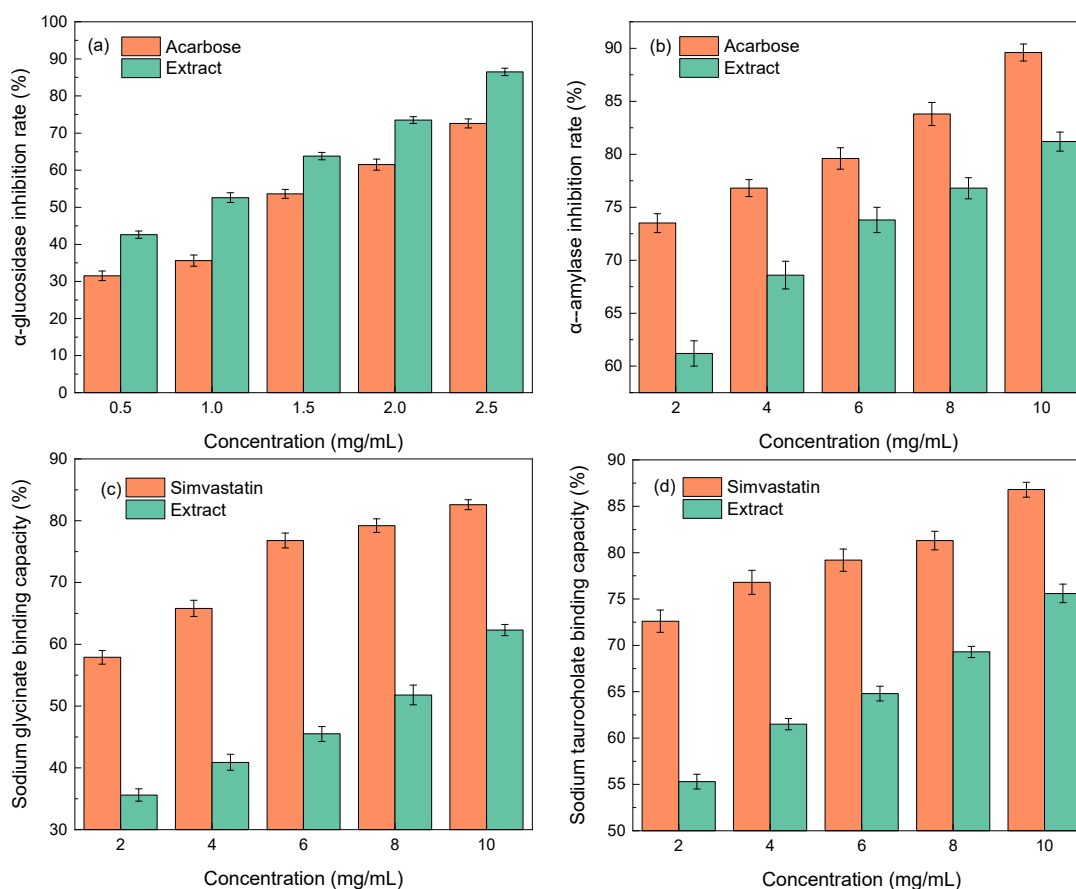 (a)
Acarbose
Extract
α-glucosidase inhibition rate (%)
100
90
80
70
60
50
40
30
20
10
0
0.5 1.0 1.5 2.0 2.5
Concentration (mg/mL)
(b)
Acarbose
Extract
α--amylase inhibition rate (%)
90
85
80
75
70
65
60
2 4 6 8 10
Concentration (mg/mL)
(c)
Simvastatin
Extract
Sodium glycinate binding capacity (%)
90
80
70
60
50
40
30
2 4 6 8 10
Concentration (mg/mL)
(d)
Simvastatin
Extract
Sodium taurocholate binding capacity (%)
90
85
80
75
70
65
60
55
50
2 4 6 8 10
Concentration (mg/mL)